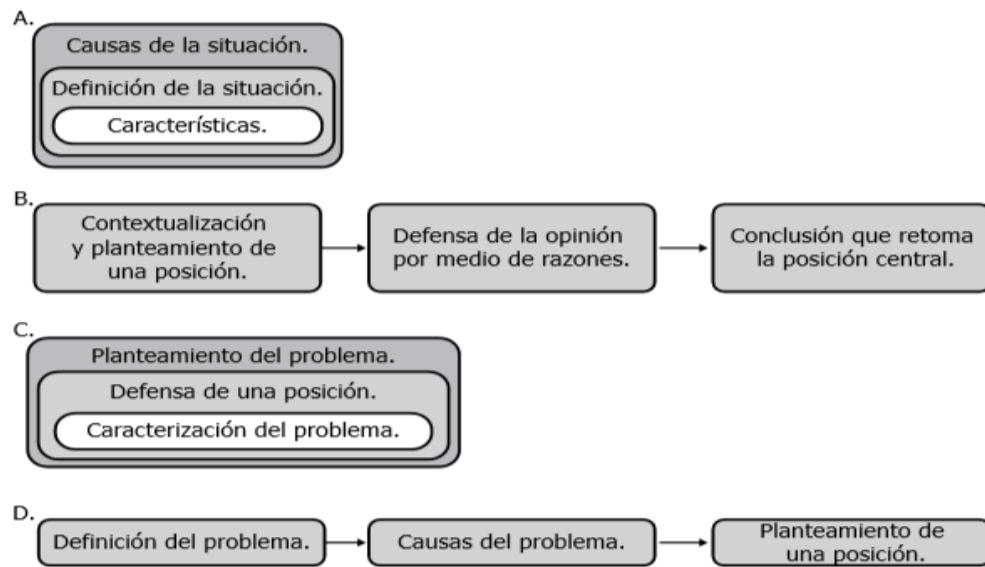 A.
Causas de la situación.
Definición de la situación.
Características.
B.
Contextualización
y planteamiento de
una posición.
Defensa de la opinión
por medio de razones.
Conclusión que retoma
la posición central.
C.
Planteamiento del problema.
Defensa de una posición.
Caracterización del problema.
D.
Definición del problema.
Causas del problema.
Planteamiento de
una posición.